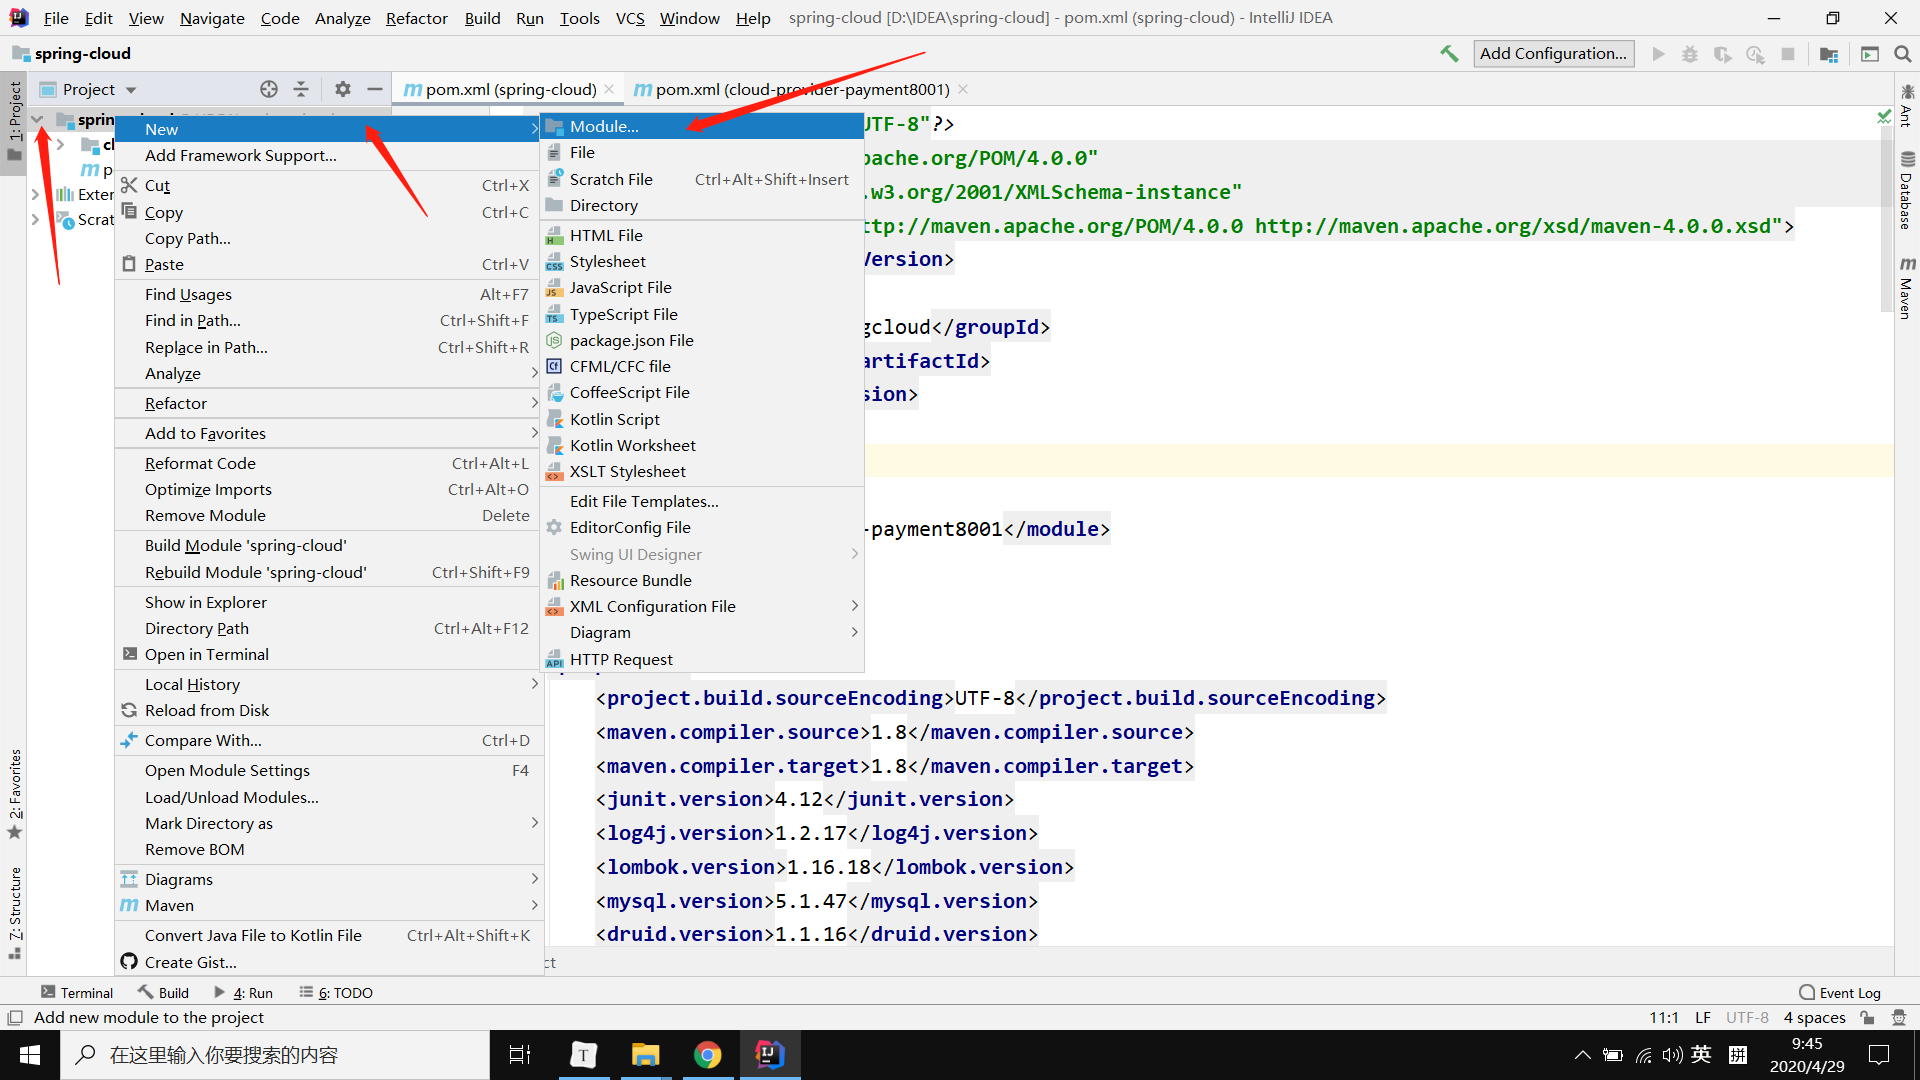 File Edit View Navigate Code Analyze Refactor Build Run Tools VCS Window Help spring-cloud [D:\IDEA\spring-cloud] - pom.xml (spring-cloud) - IntelliJ IDEA
spring-cloud
Add Configuration...
1: Project
Project
pom.xml (spring-cloud)
pom.xml (cloud-provider-payment8001)
Ant
Database
Maven
2: Favorites
7: Structure
New
Add Framework Support...
Cut Ctrl+X
Copy Ctrl+C
Copy Path...
Paste Ctrl+V
Find Usages Alt+F7
Find in Path... Ctrl+Shift+F
Replace in Path... Ctrl+Shift+R
Analyze
Refactor
Add to Favorites
Reformat Code Ctrl+Alt+L
Optimize Imports Ctrl+Alt+O
Remove Module Delete
Build Module 'spring-cloud'
Rebuild Module 'spring-cloud' Ctrl+Shift+F9
Show in Explorer
Directory Path Ctrl+Alt+F12
Open in Terminal
Local History
Reload from Disk
Compare With... Ctrl+D
Open Module Settings F4
Load/Unload Modules...
Mark Directory as
Remove BOM
Diagrams
Maven
Convert Java File to Kotlin File Ctrl+Alt+Shift+K
Create Gist...
Module...
File
Scratch File Ctrl+Alt+Shift+Insert
Directory
HTML File
Stylesheet
JavaScript File
TypeScript File
package.json File
CFML/CFC file
CoffeeScript File
Kotlin Script
Kotlin Worksheet
XSLT Stylesheet
Edit File Templates...
EditorConfig File
Swing UI Designer
Resource Bundle
XML Configuration File
Diagram
HTTP Request
UTF-8"?>
pache.org/POM/4.0.0"
.w3.org/2001/XMLSchema-instance"
ttp://maven.apache.org/POM/4.0.0 http://maven.apache.org/xsd/maven-4.0.0.xsd">
Version>
gcloud</groupId>
artifactId>
sion>
-payment8001</module>
<project.build.sourceEncoding>UTF-8</project.build.sourceEncoding>
<maven.compiler.source>1.8</maven.compiler.source>
<maven.compiler.target>1.8</maven.compiler.target>
<junit.version>4.12</junit.version>
<log4j.version>1.2.17</log4j.version>
<lombok.version>1.16.18</lombok.version>
<mysql.version>5.1.47</mysql.version>
<druid.version>1.1.16</druid.version>
ct
Terminal Build 4: Run 6: TODO Event Log
Add new module to the project 11:1 LF UTF-8 4 spaces
在这里输入你要搜索的内容
英 拼
9:45
2020/4/29